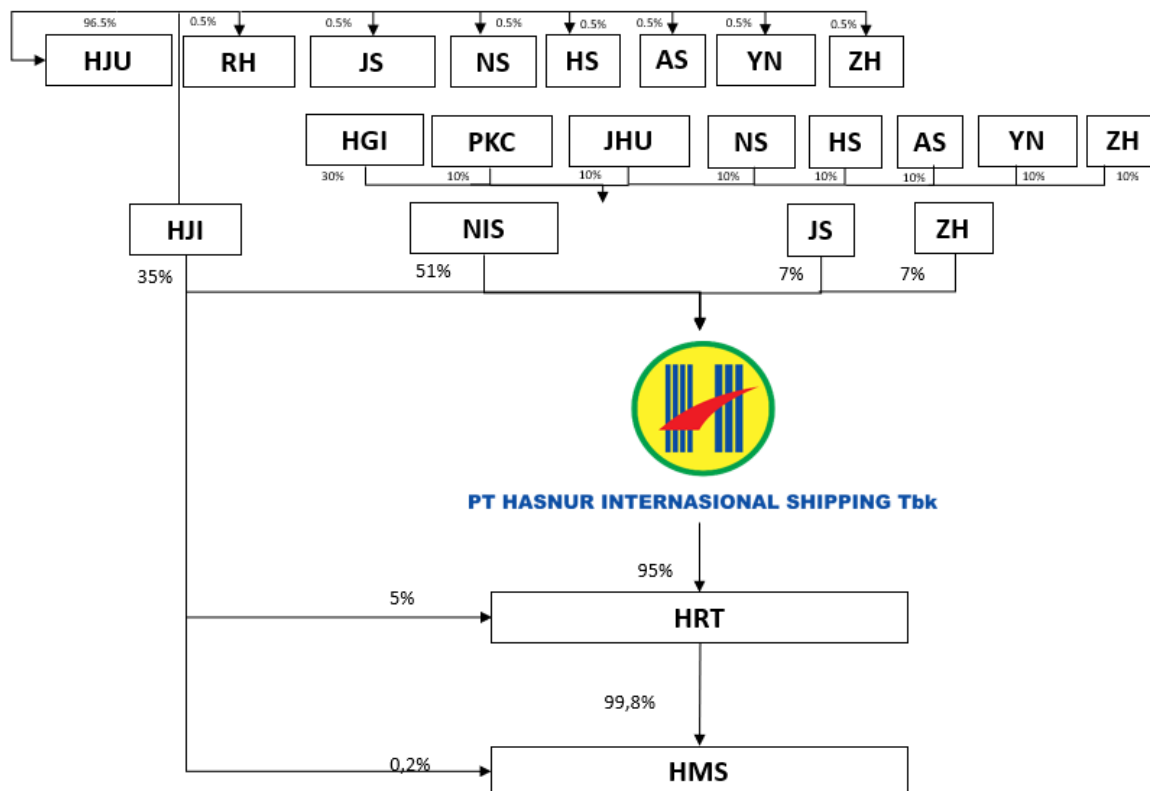 96.5%
0.5%
0.5%
0.5%
0.5%
0.5%
0.5%
0.5%
HJU
RH
JS
NS
HS
AS
YN
ZH
HGI
PKC
JHU
NS
HS
AS
YN
ZH
30%
10%
10%
10%
10%
10%
10%
10%
HJI
NIS
JS
ZH
35%
51%
7%
7%
PT HASNUR INTERNASIONAL SHIPPING Tbk
95%
5%
HRT
99,8%
0,2%
HMS